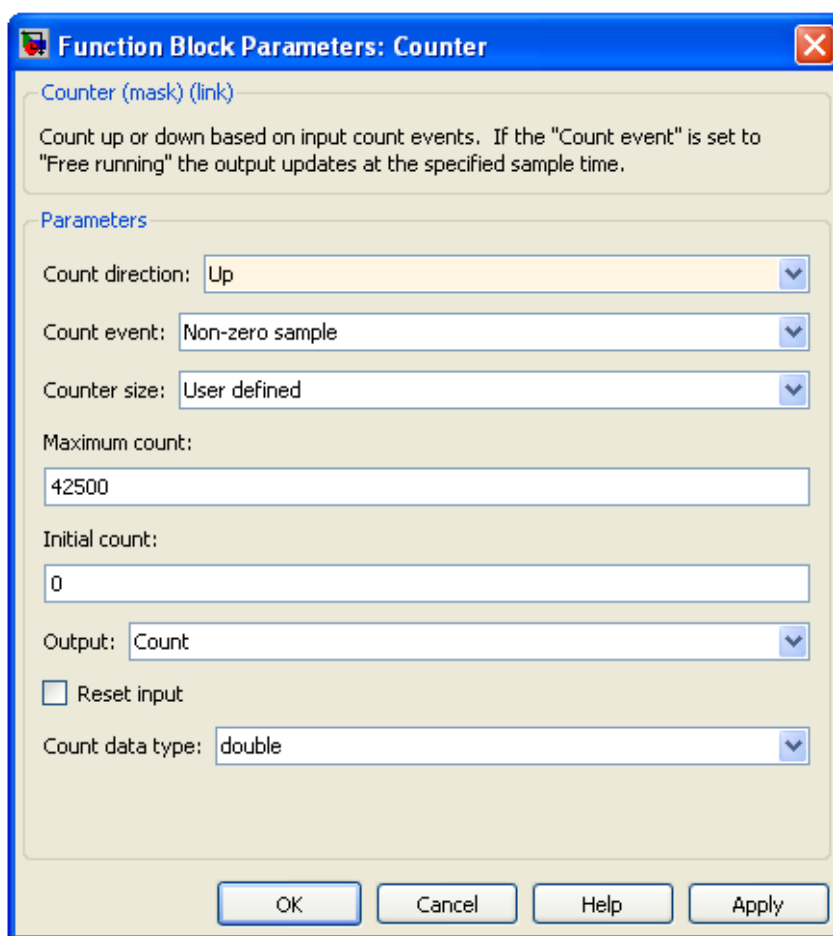 Function Block Parameters: Counter
Counter (mask) (link)
Count up or down based on input count events.  If the "Count event" is set to
"Free running" the output updates at the specified sample time.
Parameters
Count direction: Up
Count event: Non-zero sample
Counter size: User defined
Maximum count:
42500
Initial count:
0
Output: Count
Reset input
Count data type: double
OK Cancel Help Apply